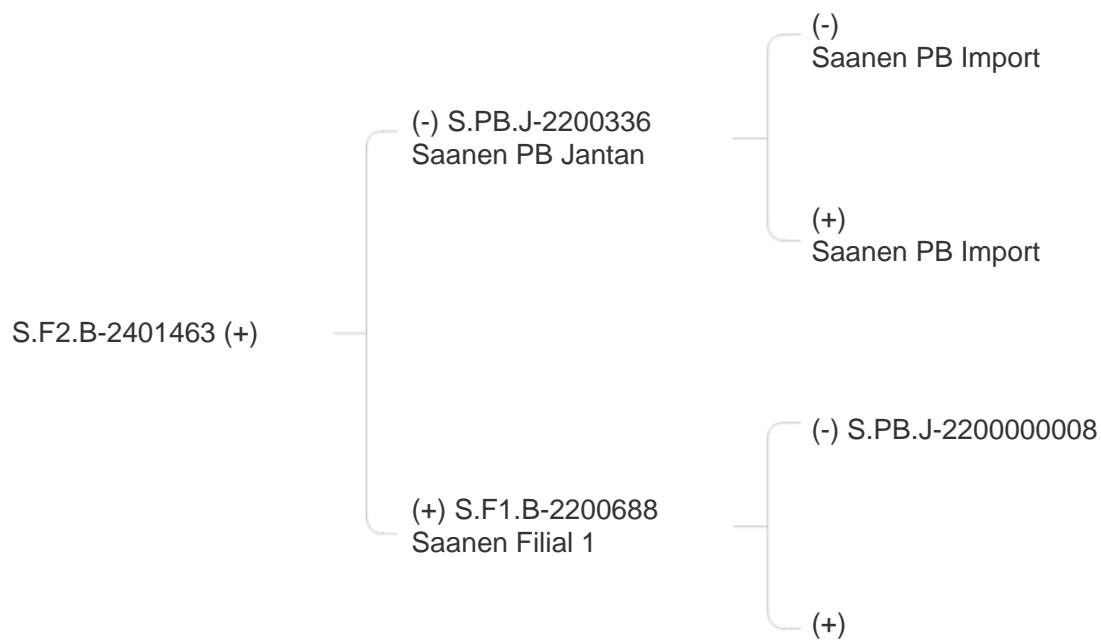 (-)
Saanen PB Import
(-) S.PB.J-2200336
Saanen PB Jantan
(+)
Saanen PB Import
S.F2.B-2401463 (+)
(-) S.PB.J-2200000008
(+) S.F1.B-2200688
Saanen Filial 1
(+)